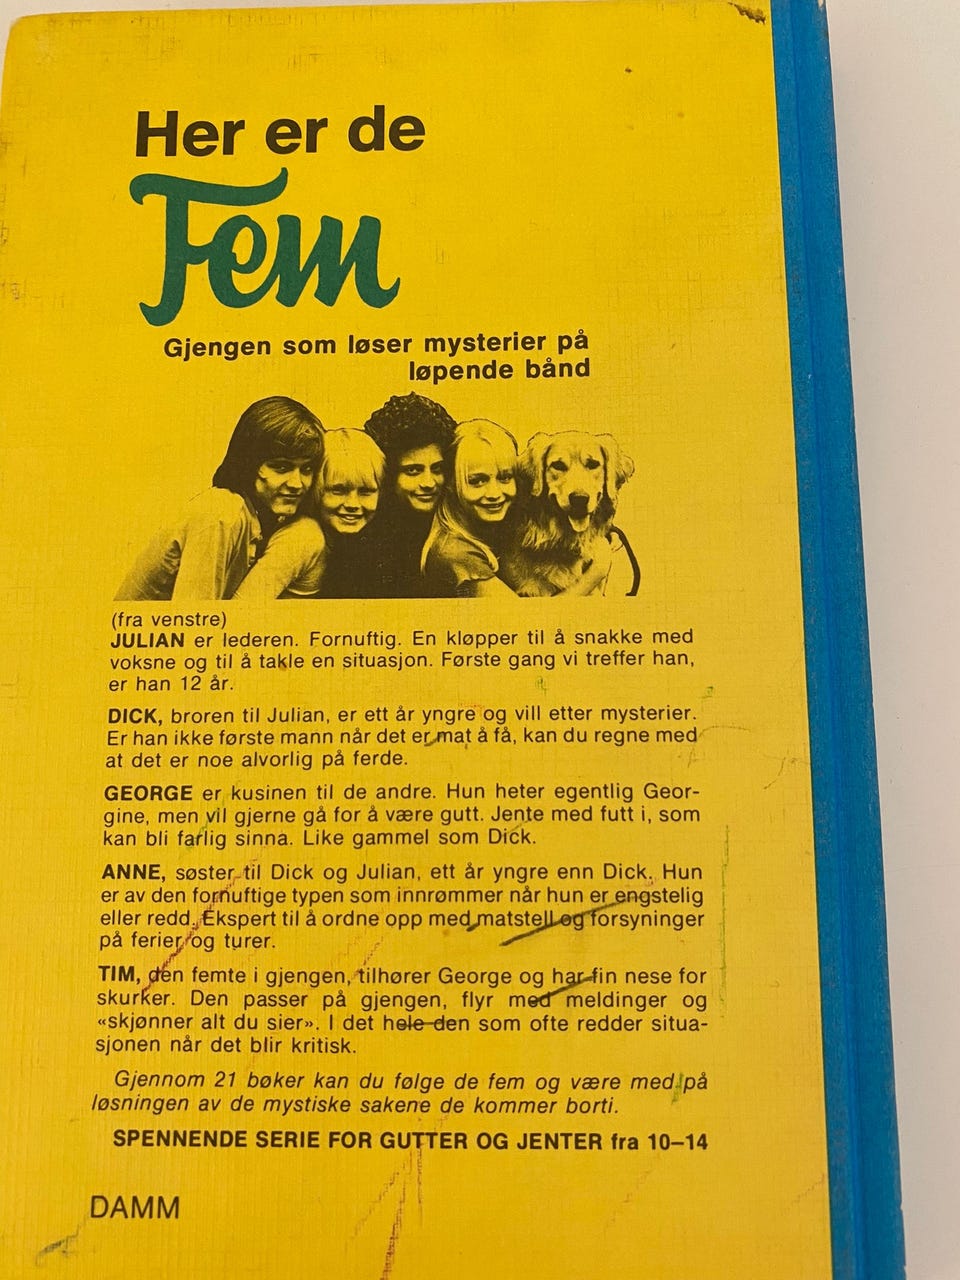 Her er de
Fem
Gjengen som løser mysterier på
løpende bånd
(fra venstre)
JULIAN er lederen. Fornuftig. En kløpper til å snakke med
voksne og til å takle en situasjon. Første gang vi treffer han,
er han 12 år.
DICK, broren til Julian, er ett år yngre og vill etter mysterier.
Er han ikke første mann når det er mat å få, kan du regne med
at det er noe alvorlig på ferde.
GEORGE er kusinen til de andre. Hun heter egentlig Geor-
gine, men vil gjerne gå for å være gutt. Jente med futt i, som
kan bli farlig sinna. Like gammel som Dick.
ANNE, søster til Dick og Julian, ett år yngre enn Dick. Hun
er av den fornuftige typen som innrømmer når hun er engstelig
eller redd. Ekspert til å ordne opp med matstell og forsyninger
på ferier og turer.
TIM, den femte i gjengen, tilhører George og har fin nese for
skurker. Den passer på gjengen, flyr med meldinger og
«skjønner alt du sier». I det hele den som ofte redder situa-
sjonen når det blir kritisk.
Gjennom 21 bøker kan du følge de fem og være med på
løsningen av de mystiske sakene de kommer borti.
SPENNENDE SERIE FOR GUTTER OG JENTER fra 10–14
DAMM